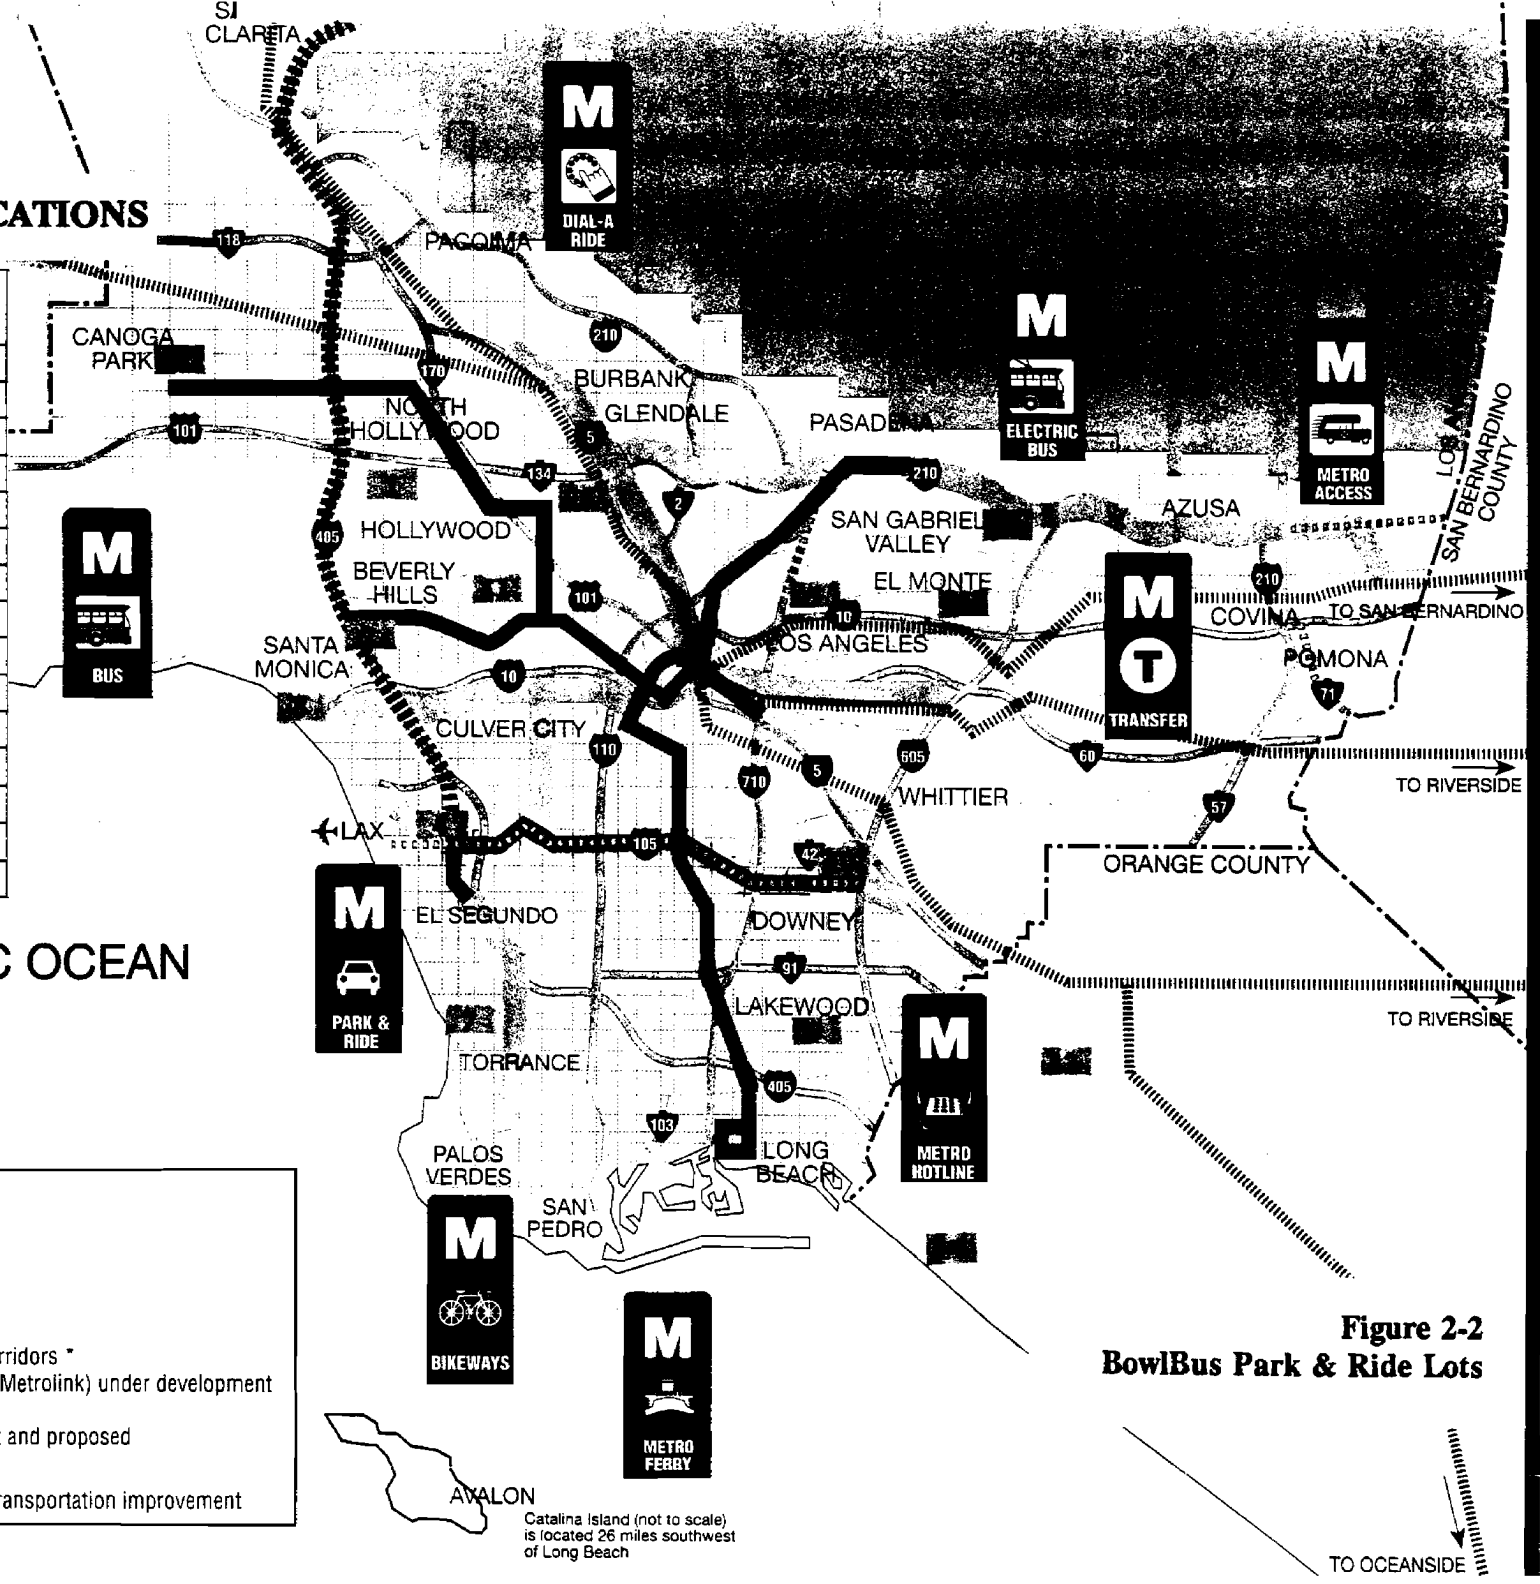 CLARITA
M
DIAL-A
RIDE
CATIONS
118
PACOIMA
CANOGA
PARK
170
210
BURBANK
NORTH
HOLLYWOOD
GLENDALE
5
PASADENA
101
134
2
210
M
ELECTRIC
BUS
M
METRO
ACCESS
SAN BERNARDINO
COUNTY
M
BUS
405
HOLLYWOOD
BEVERLY
HILLS
101
SAN GABRIEL
VALLEY
AZUSA
EL MONTE
10
LOS ANGELES
M
T
TRANSFER
210
COVINA
TO SAN BERNARDINO
POMONA
71
SANTA
MONICA
10
CULVER CITY
110
710
5
605
60
TO RIVERSIDE
WHITTIER
57
LAX
105
42
ORANGE COUNTY
M
PARK &
RIDE
EL SEGUNDO
DOWNEY
C OCEAN
91
LAKEWOOD
TO RIVERSIDE
M
METRO
HOTLINE
TORRANCE
405
103
LONG
BEACH
PALOS
VERDES
SAN
PEDRO
M
BIKEWAYS
M
METRO
FERRY
Figure 2-2
BowlBus Park & Ride Lots
rridors *
Metrolink) under development
and proposed
ransportation improvement
AVALON
Catalina Island (not to scale)
is located 26 miles southwest
of Long Beach
TO OCEANSIDE